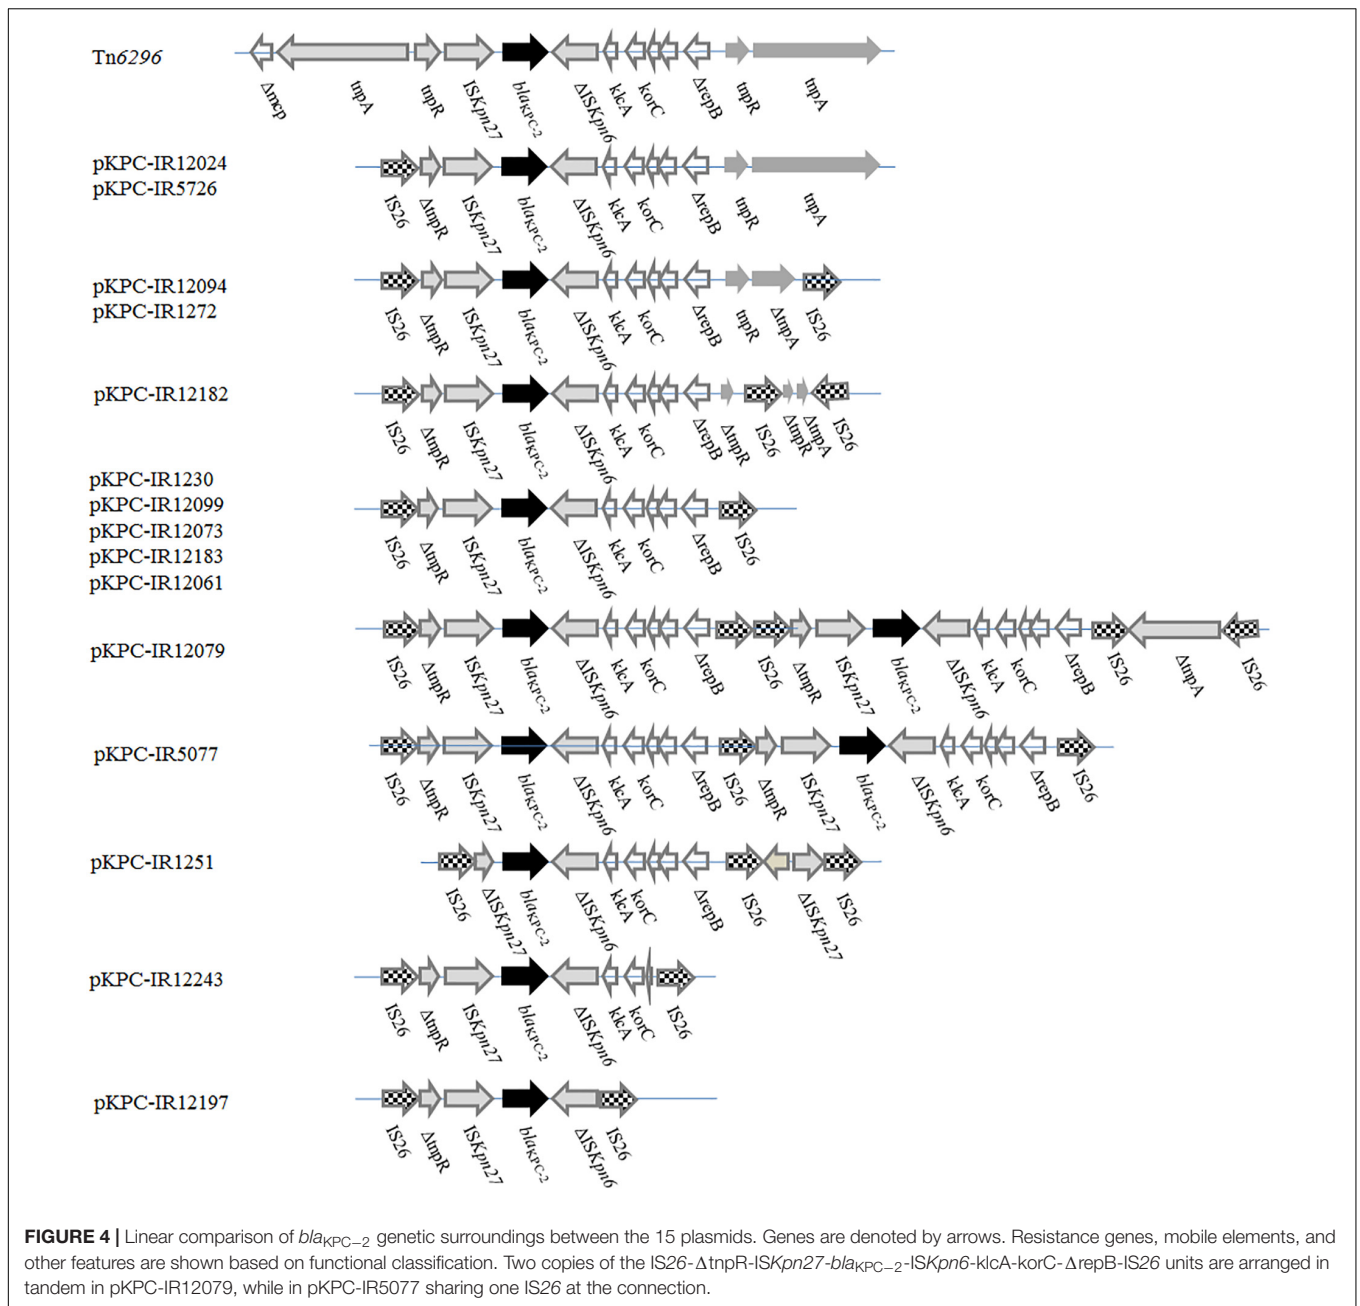 Tn6296
Δmcp tnpA tnpR ISKpn27 blaKPC-2 ΔISKpn6 klcA korC ΔrepB tnpR tnpA
pKPC-IR12024
pKPC-IR5726
IS26 ΔtnpR ISKpn27 blaKPC-2 ΔISKpn6 klcA korC ΔrepB tnpR tnpA
pKPC-IR12094
pKPC-IR1272
IS26 ΔtnpR ISKpn27 blaKPC-2 ΔISKpn6 klcA korC ΔrepB tnpR ΔtnpA IS26
pKPC-IR12182
IS26 ΔtnpR ISKpn27 blaKPC-2 ΔISKpn6 klcA korC ΔrepB ΔtnpR IS26 ΔtnpR ΔtnpA IS26
pKPC-IR1230
pKPC-IR12099
pKPC-IR12073
pKPC-IR12183
pKPC-IR12061
IS26 ΔtnpR ISKpn27 blaKPC-2 ΔISKpn6 klcA korC ΔrepB IS26
pKPC-IR12079
IS26 ΔtnpR ISKpn27 blaKPC-2 ΔISKpn6 klcA korC ΔrepB IS26 ΔtnpR ISKpn27 blaKPC-2 ΔISKpn6 klcA korC ΔrepB IS26 ΔtnpA IS26
pKPC-IR5077
IS26 ΔtnpR ISKpn27 blaKPC-2 ΔISKpn6 klcA korC ΔrepB IS26 ΔtnpR ISKpn27 blaKPC-2 ΔISKpn6 klcA korC ΔrepB IS26
pKPC-IR1251
IS26 ΔISKpn27 blaKPC-2 ΔISKpn6 klcA korC ΔrepB IS26 ΔISKpn27 IS26
pKPC-IR12243
IS26 ΔtnpR ISKpn27 blaKPC-2 ΔISKpn6 klcA korC IS26
pKPC-IR12197
IS26 ΔtnpR ISKpn27 blaKPC-2 ΔISKpn6 IS26
FIGURE 4 | Linear comparison of blaKPC−2 genetic surroundings between the 15 plasmids. Genes are denoted by arrows. Resistance genes, mobile elements, and
other features are shown based on functional classification. Two copies of the IS26-ΔtnpR-ISKpn27-blaKPC−2-ISKpn6-klcA-korC-ΔrepB-IS26 units are arranged in
tandem in pKPC-IR12079, while in pKPC-IR5077 sharing one IS26 at the connection.